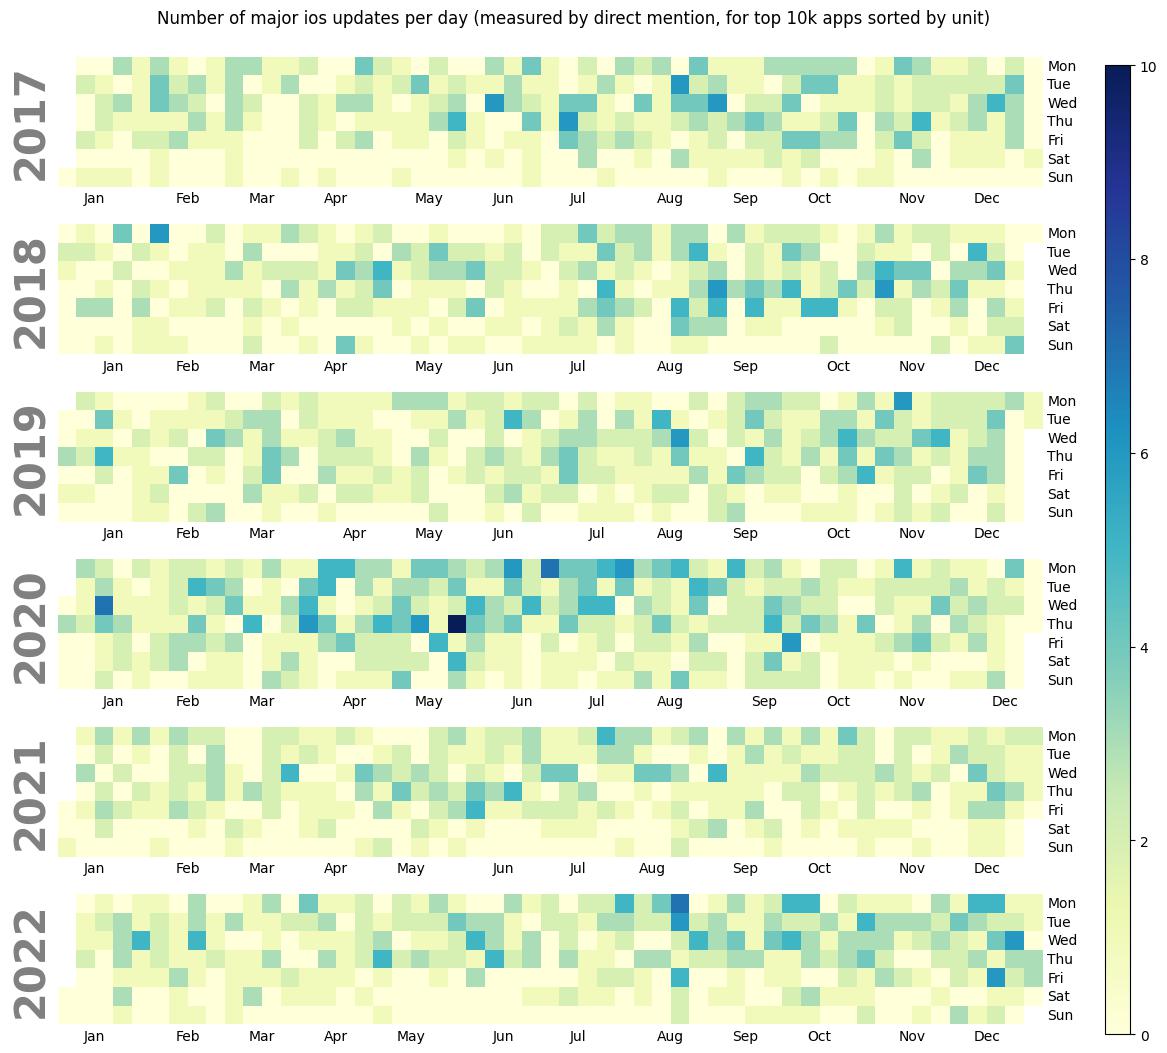 Number of major ios updates per day (measured by direct mention, for top 10k apps sorted by unit)
2017
Mon
Tue
Wed
Thu
Fri
Sat
Sun
Jan Feb Mar Apr May Jun Jul Aug Sep Oct Nov Dec
2018
Mon
Tue
Wed
Thu
Fri
Sat
Sun
Jan Feb Mar Apr May Jun Jul Aug Sep Oct Nov Dec
2019
Mon
Tue
Wed
Thu
Fri
Sat
Sun
Jan Feb Mar Apr May Jun Jul Aug Sep Oct Nov Dec
2020
Mon
Tue
Wed
Thu
Fri
Sat
Sun
Jan Feb Mar Apr May Jun Jul Aug Sep Oct Nov Dec
2021
Mon
Tue
Wed
Thu
Fri
Sat
Sun
Jan Feb Mar Apr May Jun Jul Aug Sep Oct Nov Dec
2022
Mon
Tue
Wed
Thu
Fri
Sat
Sun
Jan Feb Mar Apr May Jun Jul Aug Sep Oct Nov Dec
10
8
6
4
2
0